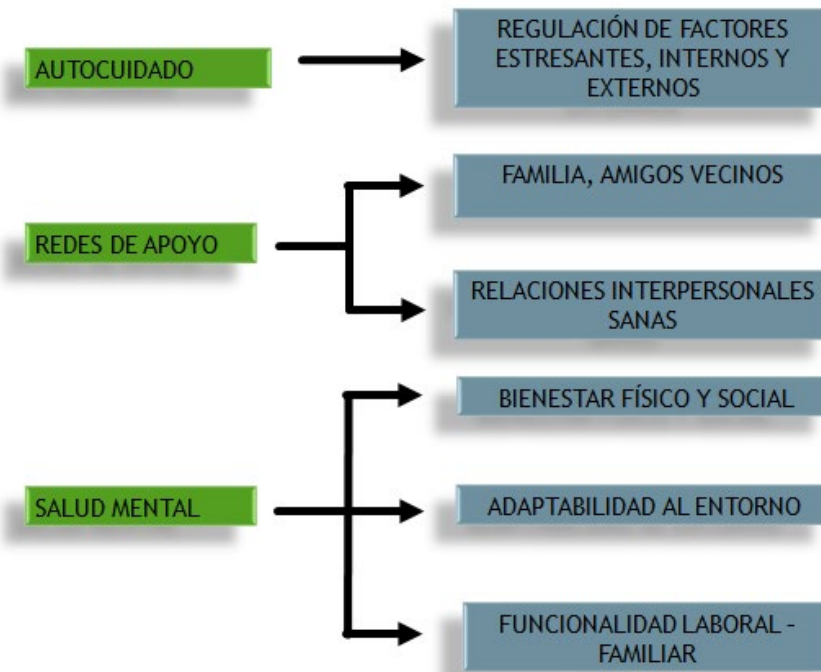 AUTOCUIDADO
REGULACIÓN DE FACTORES
ESTRESANTES, INTERNOS Y
EXTERNOS
REDES DE APOYO
FAMILIA, AMIGOS VECINOS
RELACIONES INTERPERSONALES
SANAS
SALUD MENTAL
BIENESTAR FÍSICO Y SOCIAL
ADAPTABILIDAD AL ENTORNO
FUNCIONALIDAD LABORAL –
FAMILIAR